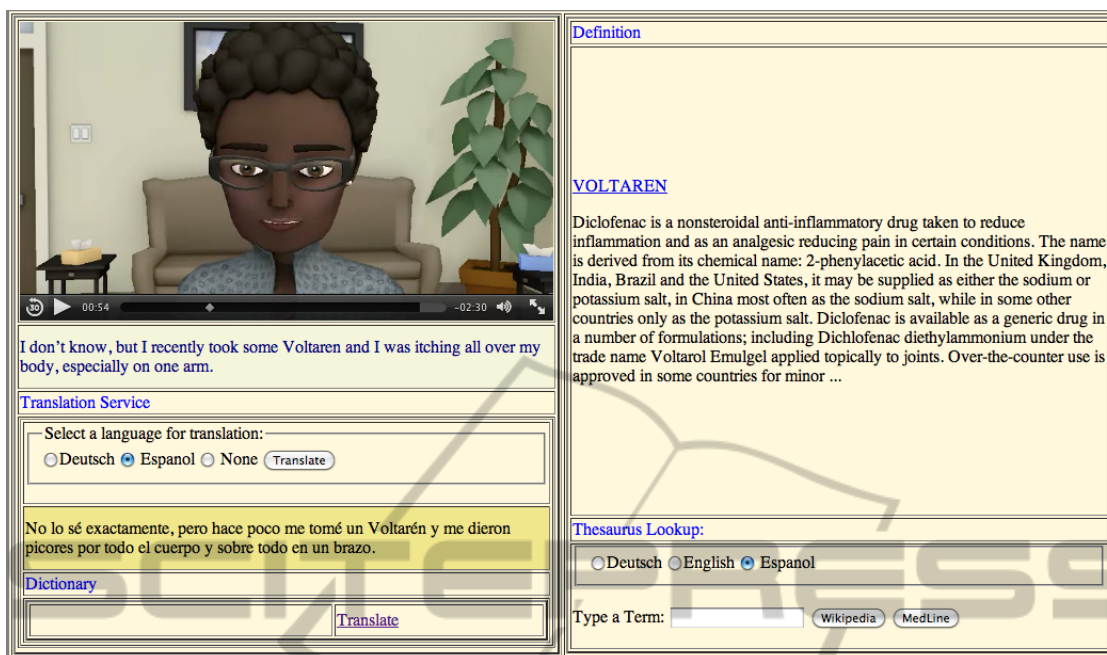 30 00:54 -02:30
I don't know, but I recently took some Voltaren and I was itching all over my
body, especially on one arm.
Translation Service
Select a language for translation:
Deutsch Espanol None Translate
No lo sé exactamente, pero hace poco me tomé un Voltarén y me dieron
picores por todo el cuerpo y sobre todo en un brazo.
Dictionary
Translate
Definition
VOLTAREN
Diclofenac is a nonsteroidal anti-inflammatory drug taken to reduce
inflammation and as an analgesic reducing pain in certain conditions. The name
is derived from its chemical name: 2-phenylacetic acid. In the United Kingdom,
India, Brazil and the United States, it may be supplied as either the sodium or
potassium salt, in China most often as the sodium salt, while in some other
countries only as the potassium salt. Diclofenac is available as a generic drug in
a number of formulations; including Dichlofenac diethylammonium under the
trade name Voltarol Emulgel applied topically to joints. Over-the-counter use is
approved in some countries for minor ...
Thesaurus Lookup:
Deutsch English Espanol
Type a Term: Wikipedia MedLine
SCITEPRESS